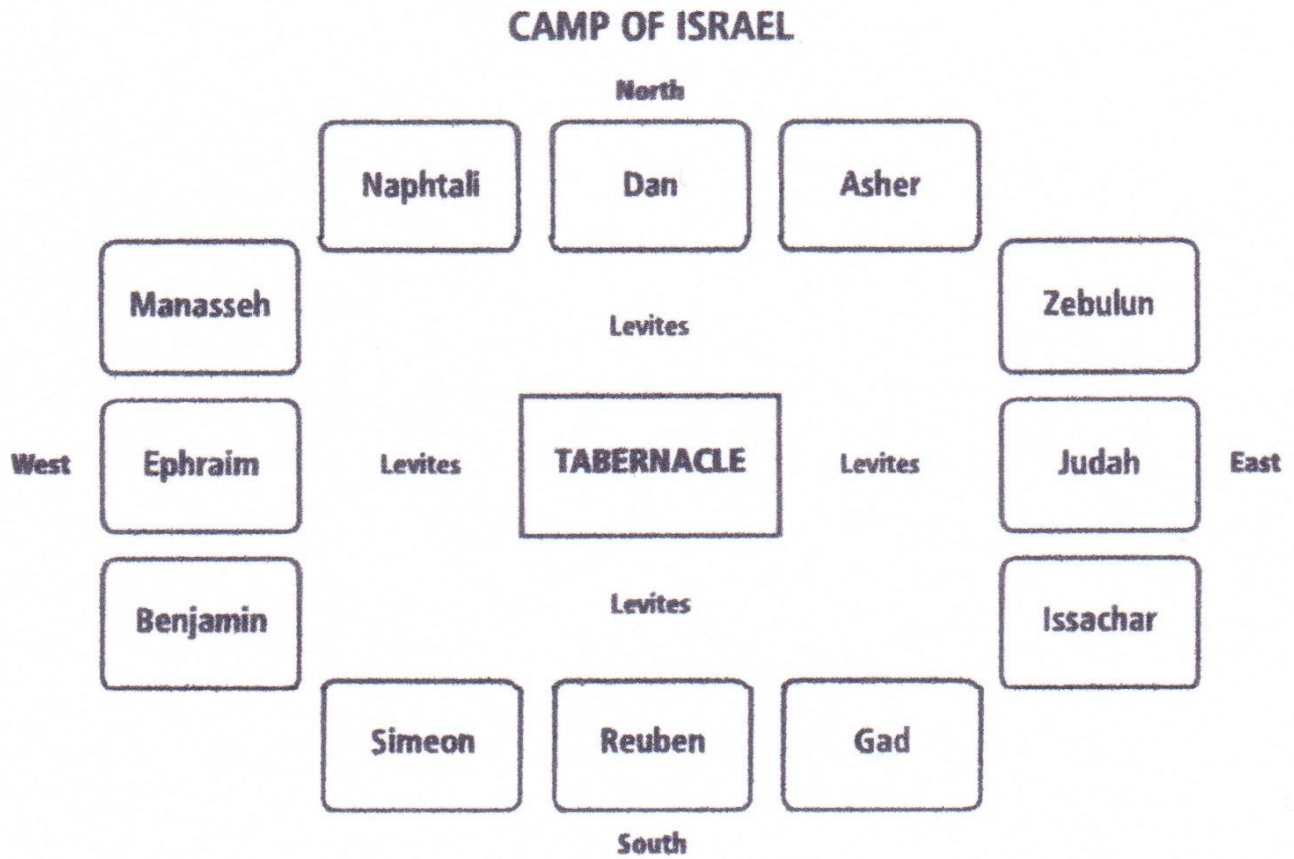 CAMP OF ISRAEL
North
Naphtali Dan Asher
Manasseh Levites Zebulun
West Ephraim Levites TABERNACLE Levites Judah East
Benjamin Levites Issachar
Simeon Reuben Gad
South